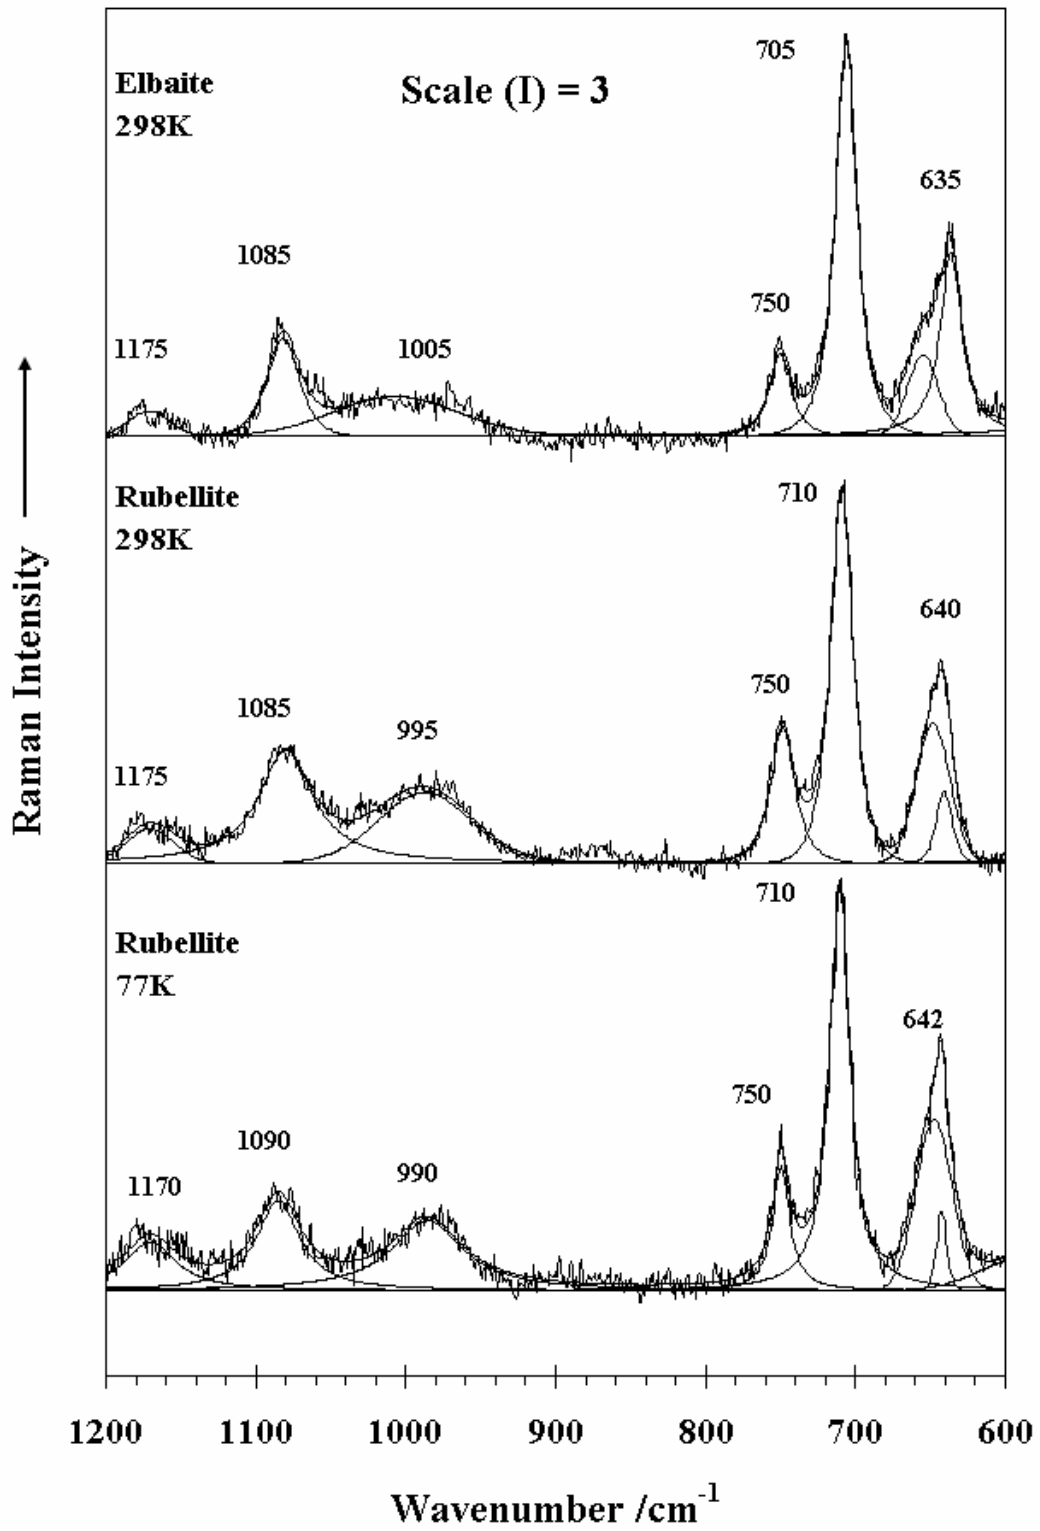 705
Elbaite
298K
Scale (I) = 3
635
1085
750
1175
1005
Rubellite
298K
710
640
750
1085
995
1175
710
Rubellite
77K
642
750
1090
990
1170
Raman Intensity
1200 1100 1000 900 800 700 600
Wavenumber /cm⁻¹